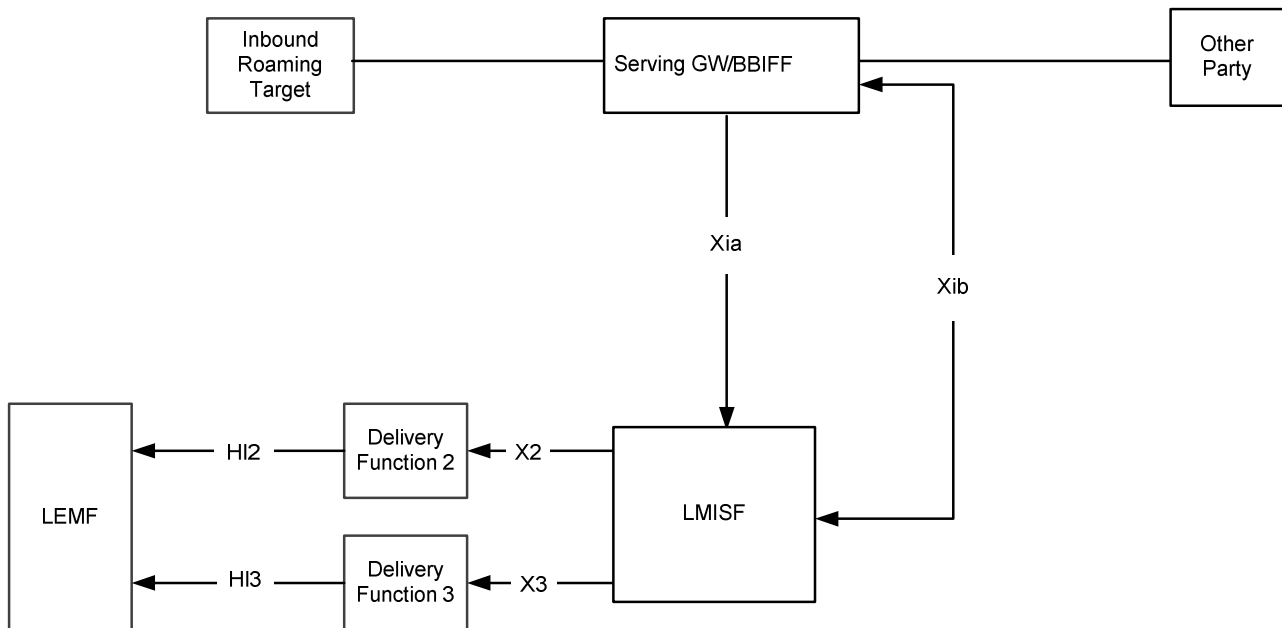 Inbound
Roaming
Target
Serving GW/BBIFF
Other
Party
Xia
Xib
LEMF
HI2
Delivery
Function 2
X2
LMISF
HI3
Delivery
Function 3
X3